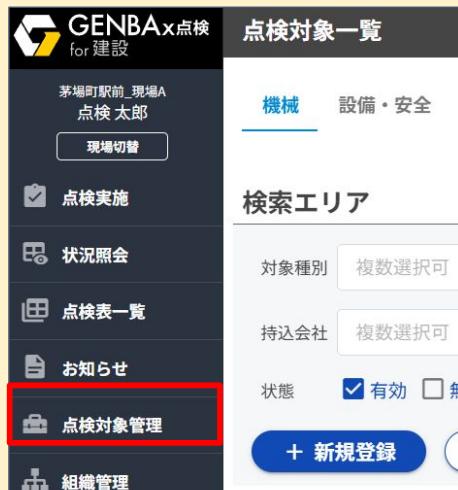 GENBAx点検
for 建設
茅場町駅前_現場A
点検 太郎
現場切替
点検実施
状況照会
点検表一覧
お知らせ
点検対象管理
組織管理
点検対象一覧
機械
設備・安全
検索エリア
対象種別
複数選択可
持込会社
複数選択可
状態
有効
＋ 新規登録